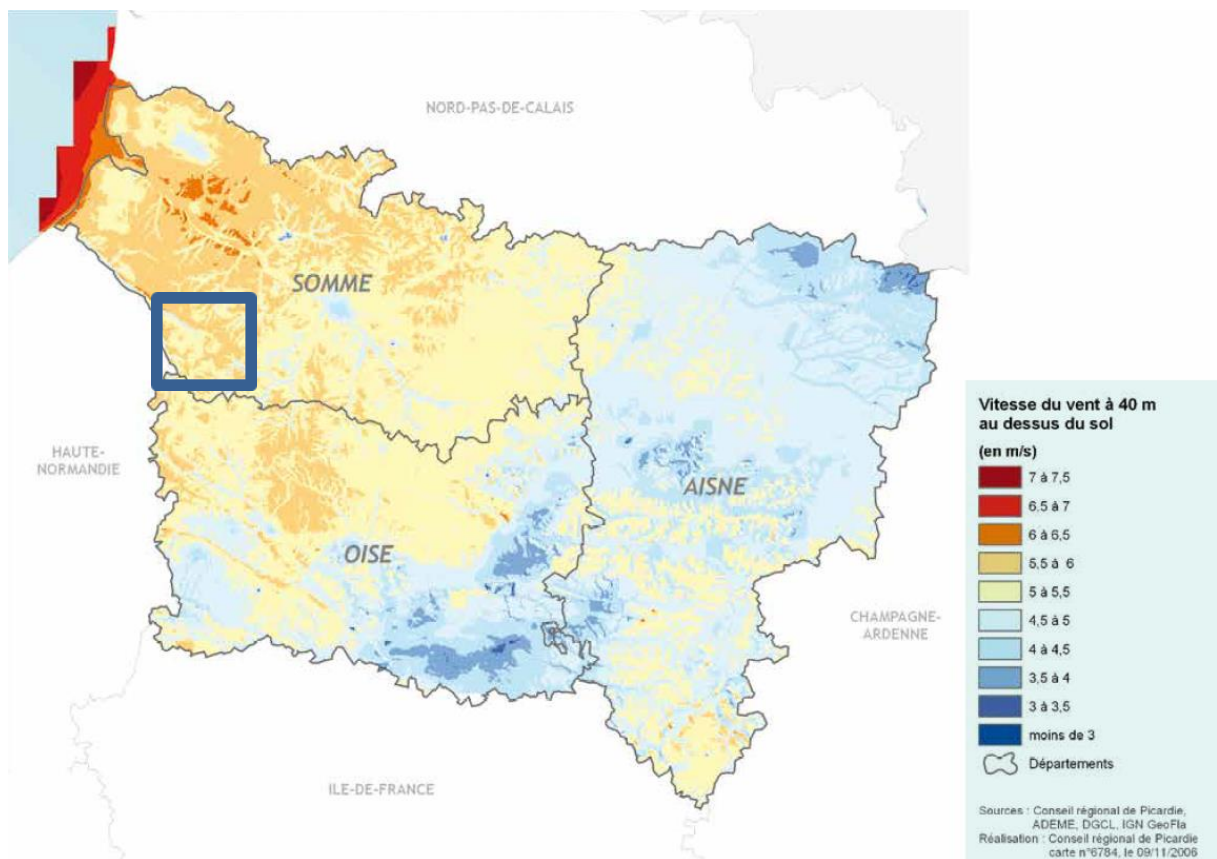 NORD-PAS-DE-CALAIS
SOMME
HAUTE-
NORMANDIE
AISNE
OISE
CHAMPAGNE-
ARDENNE
ILE-DE-FRANCE
Vitesse du vent à 40 m
au dessus du sol
(en m/s)
7 à 7,5
6,5 à 7
6 à 6,5
5,5 à 6
5 à 5,5
4,5 à 5
4 à 4,5
3,5 à 4
3 à 3,5
moins de 3
Départements
Sources : Conseil régional de Picardie,
ADEME, DGCL, IGN GeoFla
Réalisation : Conseil régional de Picardie
carte n°6784, le 09/11/2006